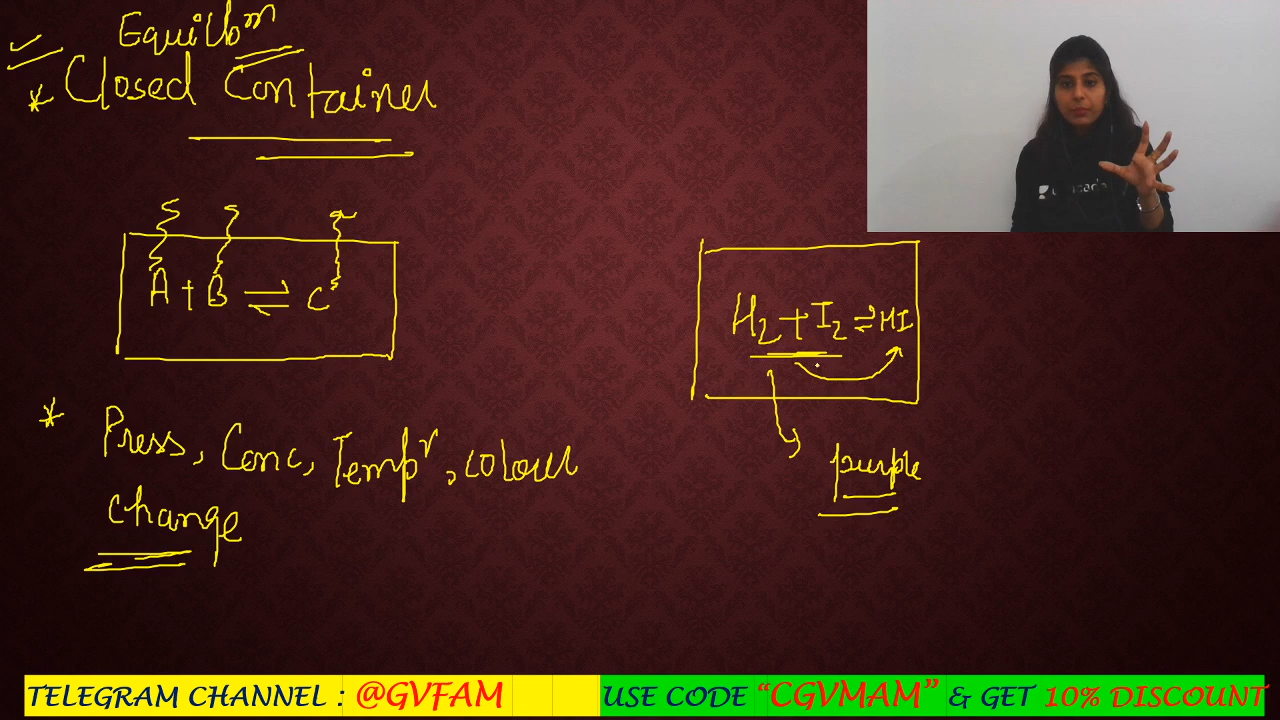 Equilbm
* Closed Container
A + B ⇌ C
H2 + I2 ⇌ HI
* Press, Conc, Tempr, colour
change
purple
TELEGRAM CHANNEL : @GVFAM USE CODE “CGVMAM” & GET 10% DISCOUNT